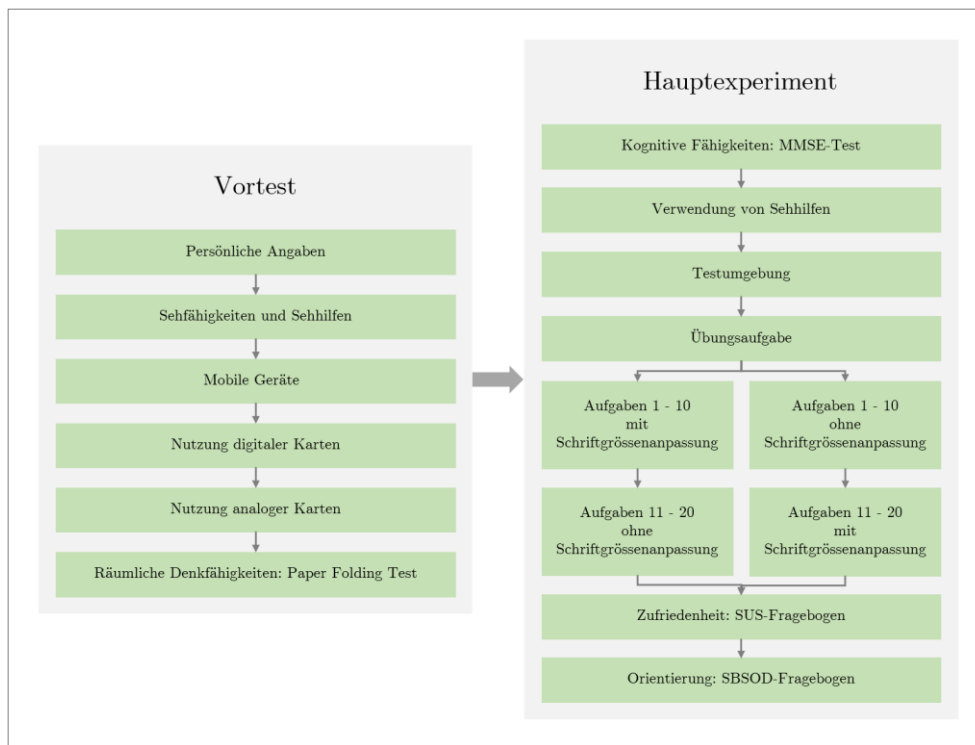 Vortest
Persönliche Angaben
Sehfähigkeiten und Sehhilfen
Mobile Geräte
Nutzung digitaler Karten
Nutzung analoger Karten
Räumliche Denkfähigkeiten: Paper Folding Test
Hauptexperiment
Kognitive Fähigkeiten: MMSE-Test
Verwendung von Sehhilfen
Testumgebung
Übungsaufgabe
Aufgaben 1 - 10
mit
Schriftgrössenanpassung
Aufgaben 1 - 10
ohne
Schriftgrössenanpassung
Aufgaben 11 - 20
ohne
Schriftgrössenanpassung
Aufgaben 11 - 20
mit
Schriftgrössenanpassung
Zufriedenheit: SUS-Fragebogen
Orientierung: SBSOD-Fragebogen